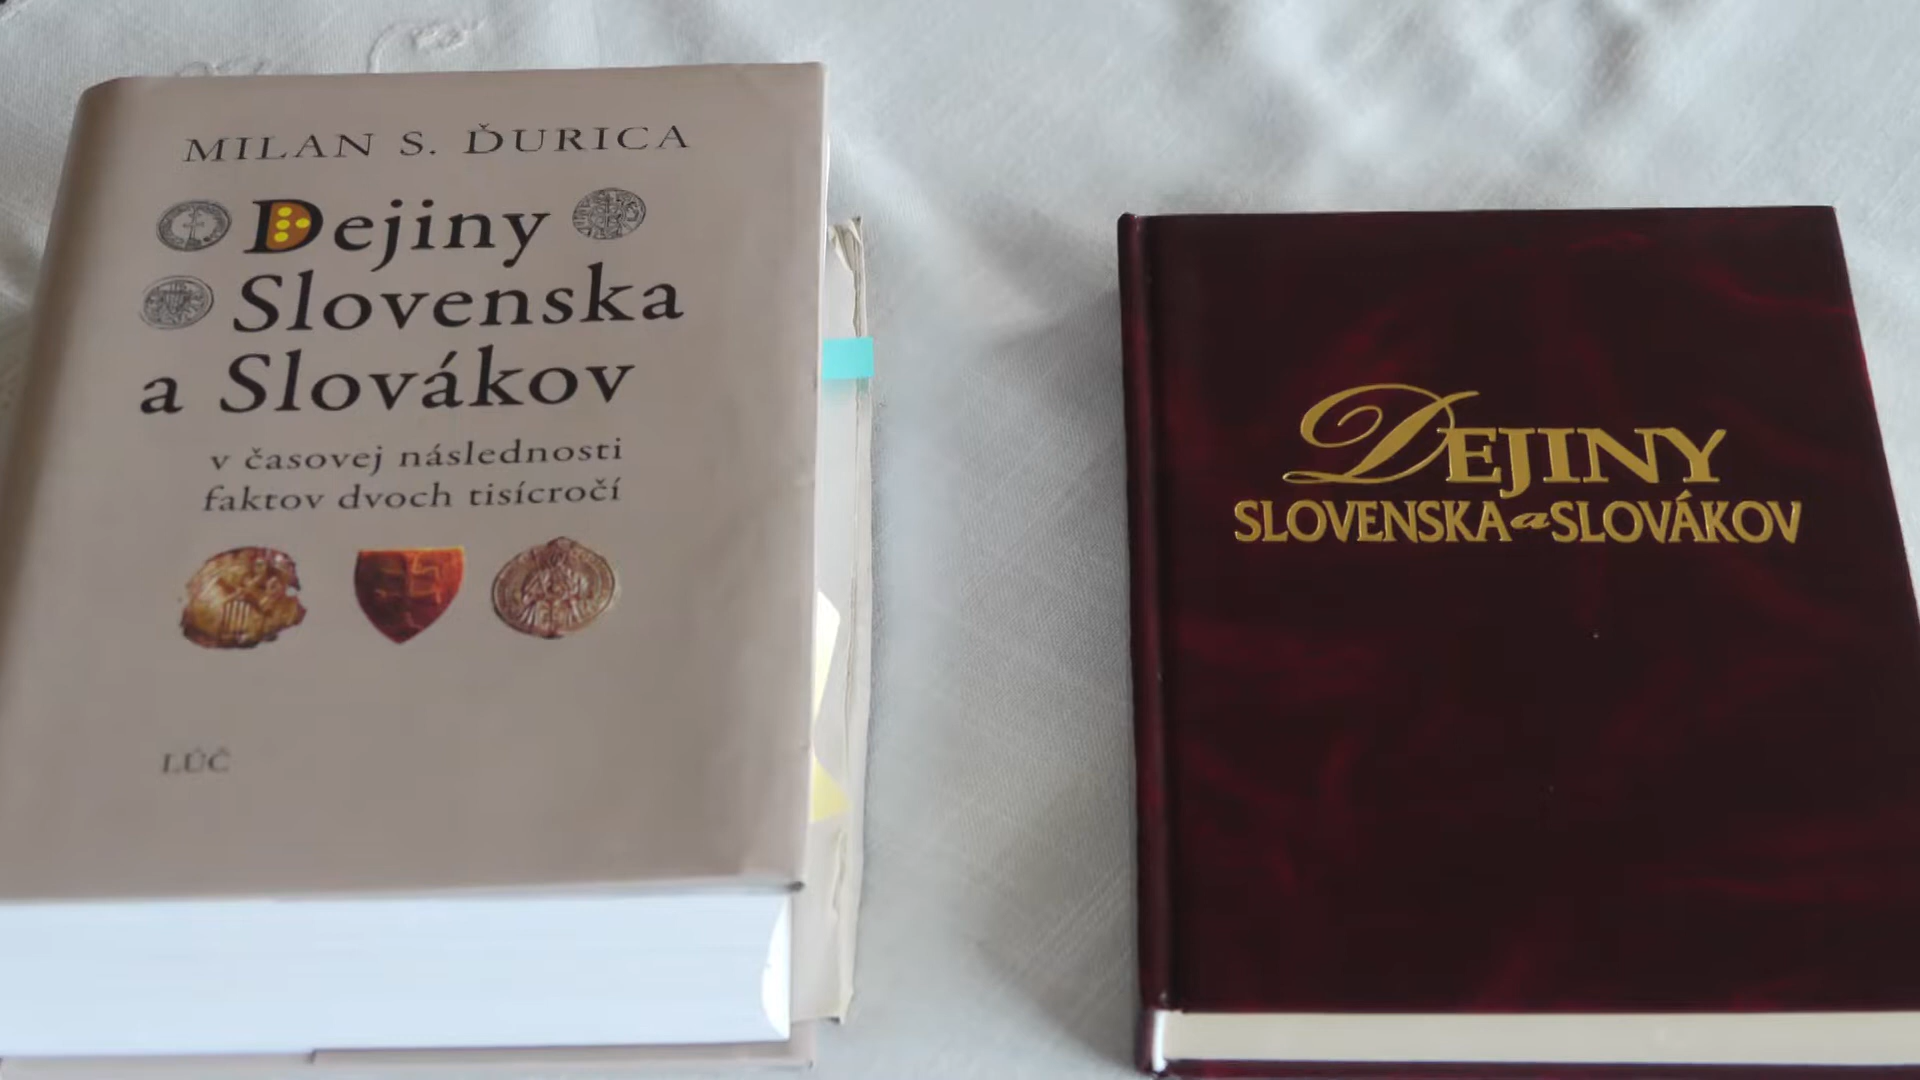 MILAN S. ĎURICA
Dejiny
Slovenska
a Slovákov
v časovej následnosti
faktov dvoch tisícročí
LÚČ
DEJINY
SLOVENSKA a SLOVÁKOV